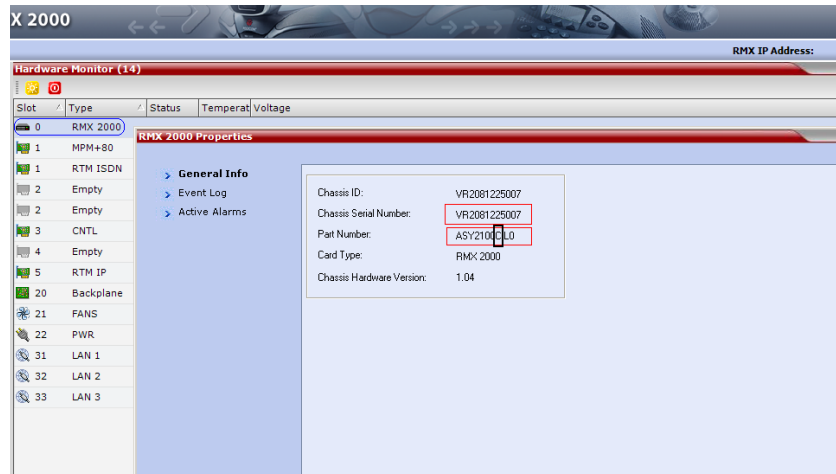 X 2000
RMX IP Address:
Hardware Monitor (14)
Slot Type Status Temperat Voltage
0 RMX 2000
1 MPM+80
1 RTM ISDN
2 Empty
2 Empty
3 CNTL
4 Empty
5 RTM IP
20 Backplane
21 FANS
22 PWR
31 LAN 1
32 LAN 2
33 LAN 3
RMX 2000 Properties
General Info
Event Log
Active Alarms
Chassis ID: VR2081225007
Chassis Serial Number: VR2081225007
Part Number: ASY2100C L0
Card Type: RMX 2000
Chassis Hardware Version: 1.04